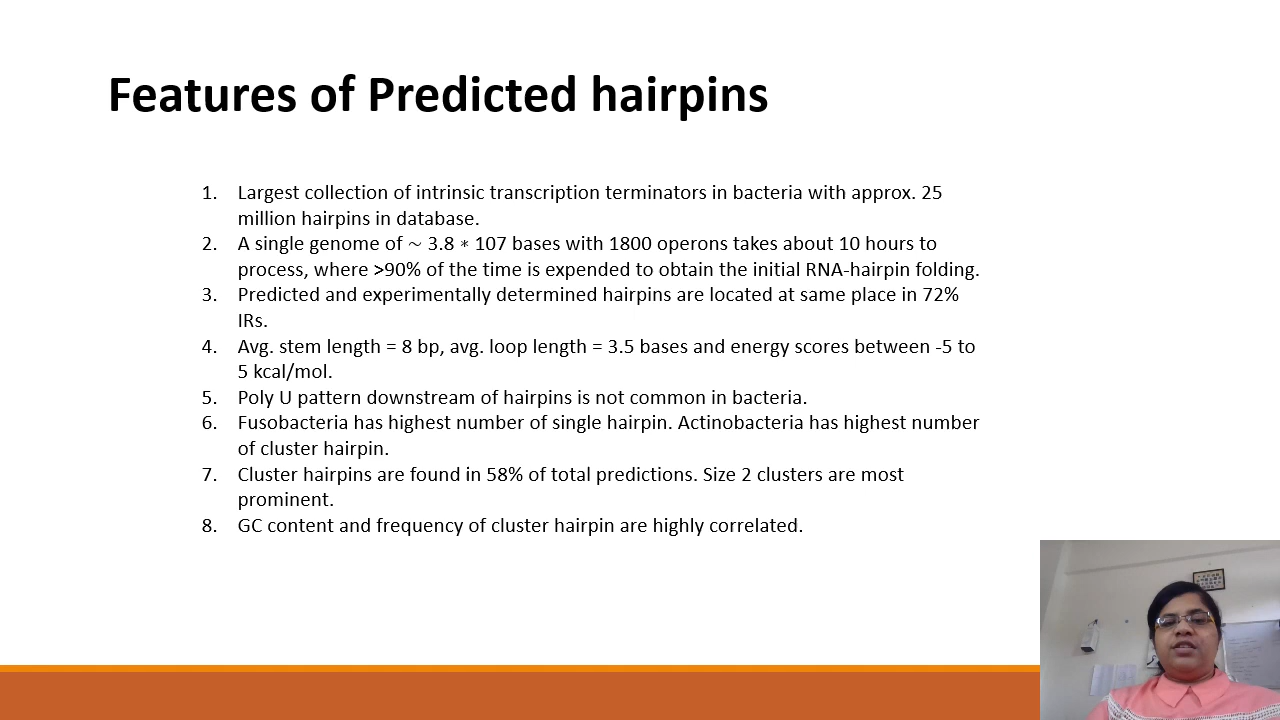 Features of Predicted hairpins
1. Largest collection of intrinsic transcription terminators in bacteria with approx. 25
million hairpins in database.
2. A single genome of ~ 3.8 * 107 bases with 1800 operons takes about 10 hours to
process, where >90% of the time is expended to obtain the initial RNA-hairpin folding.
3. Predicted and experimentally determined hairpins are located at same place in 72%
IRs.
4. Avg. stem length = 8 bp, avg. loop length = 3.5 bases and energy scores between -5 to
5 kcal/mol.
5. Poly U pattern downstream of hairpins is not common in bacteria.
6. Fusobacteria has highest number of single hairpin. Actinobacteria has highest number
of cluster hairpin.
7. Cluster hairpins are found in 58% of total predictions. Size 2 clusters are most
prominent.
8. GC content and frequency of cluster hairpin are highly correlated.